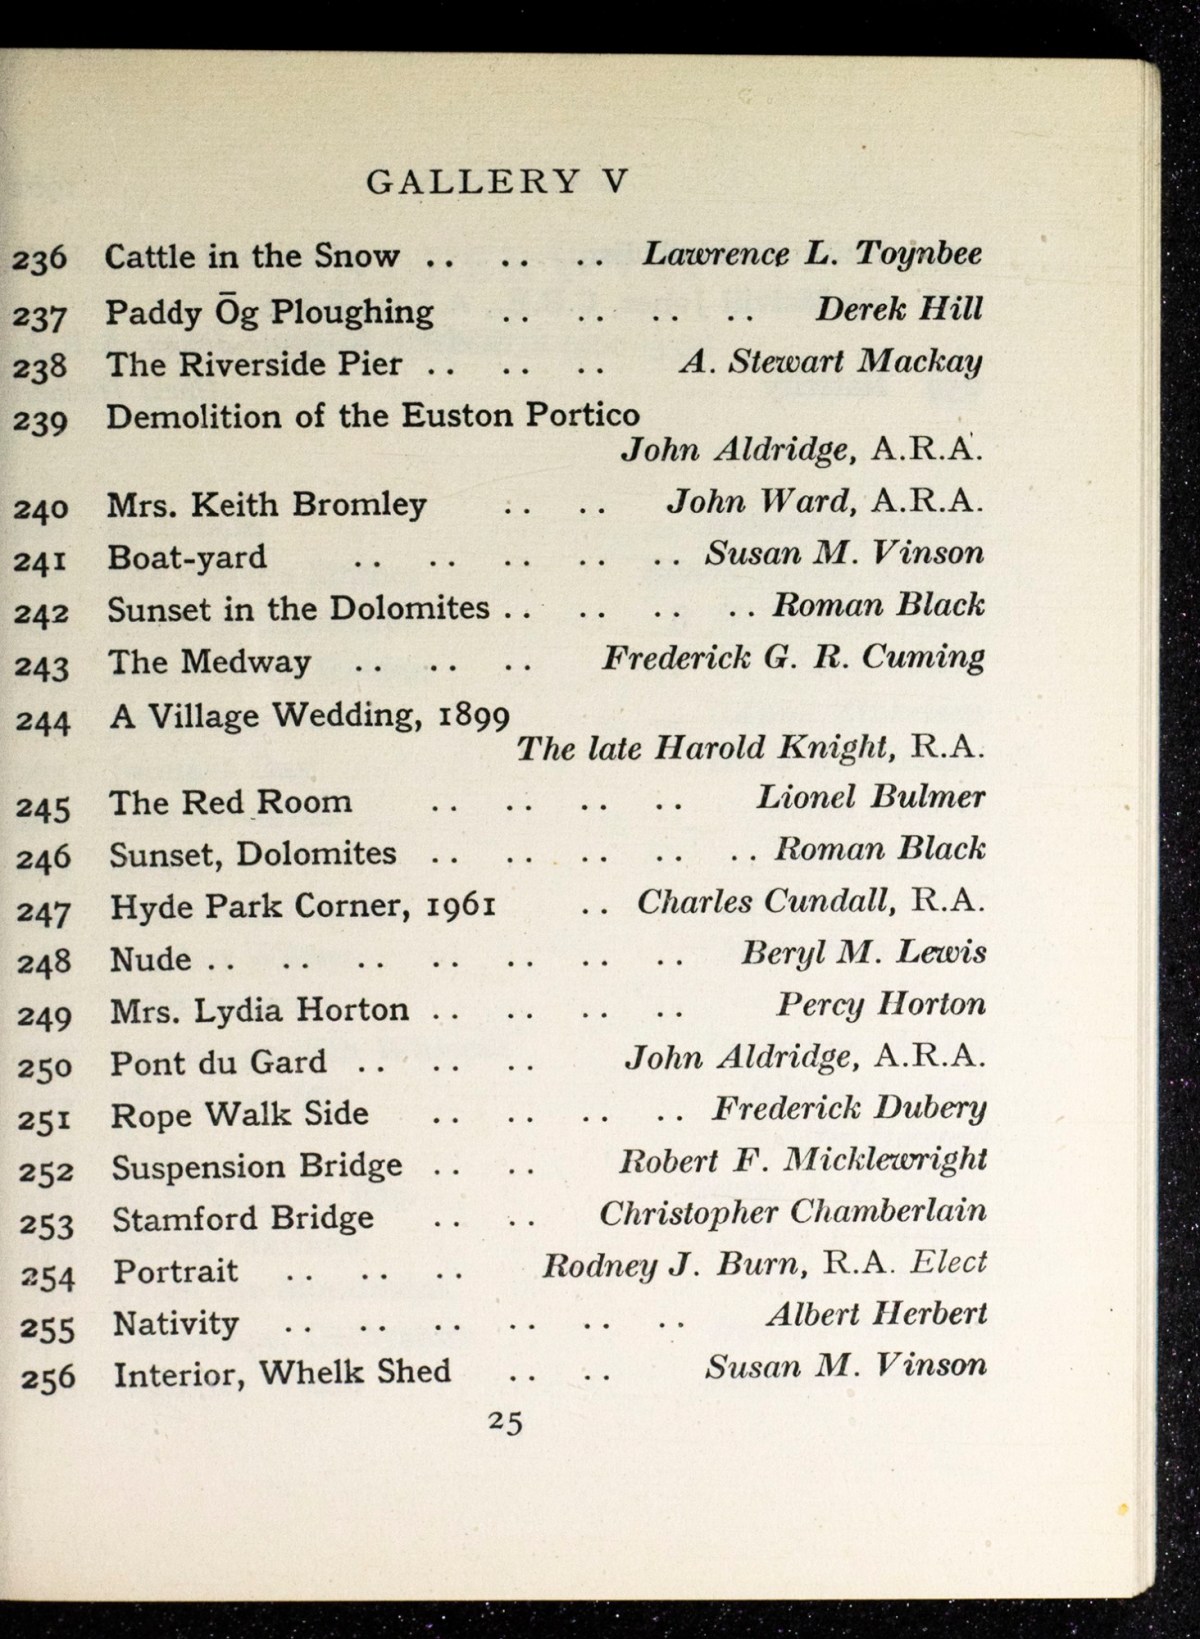 GALLERY V
236 Cattle in the Snow .. .. .. Lawrence L. Toynbee
237 Paddy Ōg Ploughing .. .. .. .. Derek Hill
238 The Riverside Pier .. .. .. A. Stewart Mackay
239 Demolition of the Euston Portico
John Aldridge, A.R.A.
240 Mrs. Keith Bromley .. .. John Ward, A.R.A.
241 Boat-yard .. .. .. .. .. Susan M. Vinson
242 Sunset in the Dolomites .. .. .. .. Roman Black
243 The Medway .. .. .. Frederick G. R. Cuming
244 A Village Wedding, 1899
The late Harold Knight, R.A.
245 The Red Room .. .. .. .. Lionel Bulmer
246 Sunset, Dolomites .. .. .. .. .. Roman Black
247 Hyde Park Corner, 1961 .. Charles Cundall, R.A.
248 Nude .. .. .. .. .. .. .. Beryl M. Lewis
249 Mrs. Lydia Horton .. .. .. .. Percy Horton
250 Pont du Gard .. .. .. John Aldridge, A.R.A.
251 Rope Walk Side .. .. .. .. Frederick Dubery
252 Suspension Bridge .. .. Robert F. Micklewright
253 Stamford Bridge .. .. Christopher Chamberlain
254 Portrait .. .. .. Rodney J. Burn, R.A. Elect
255 Nativity .. .. .. .. .. .. Albert Herbert
256 Interior, Whelk Shed .. .. Susan M. Vinson
25